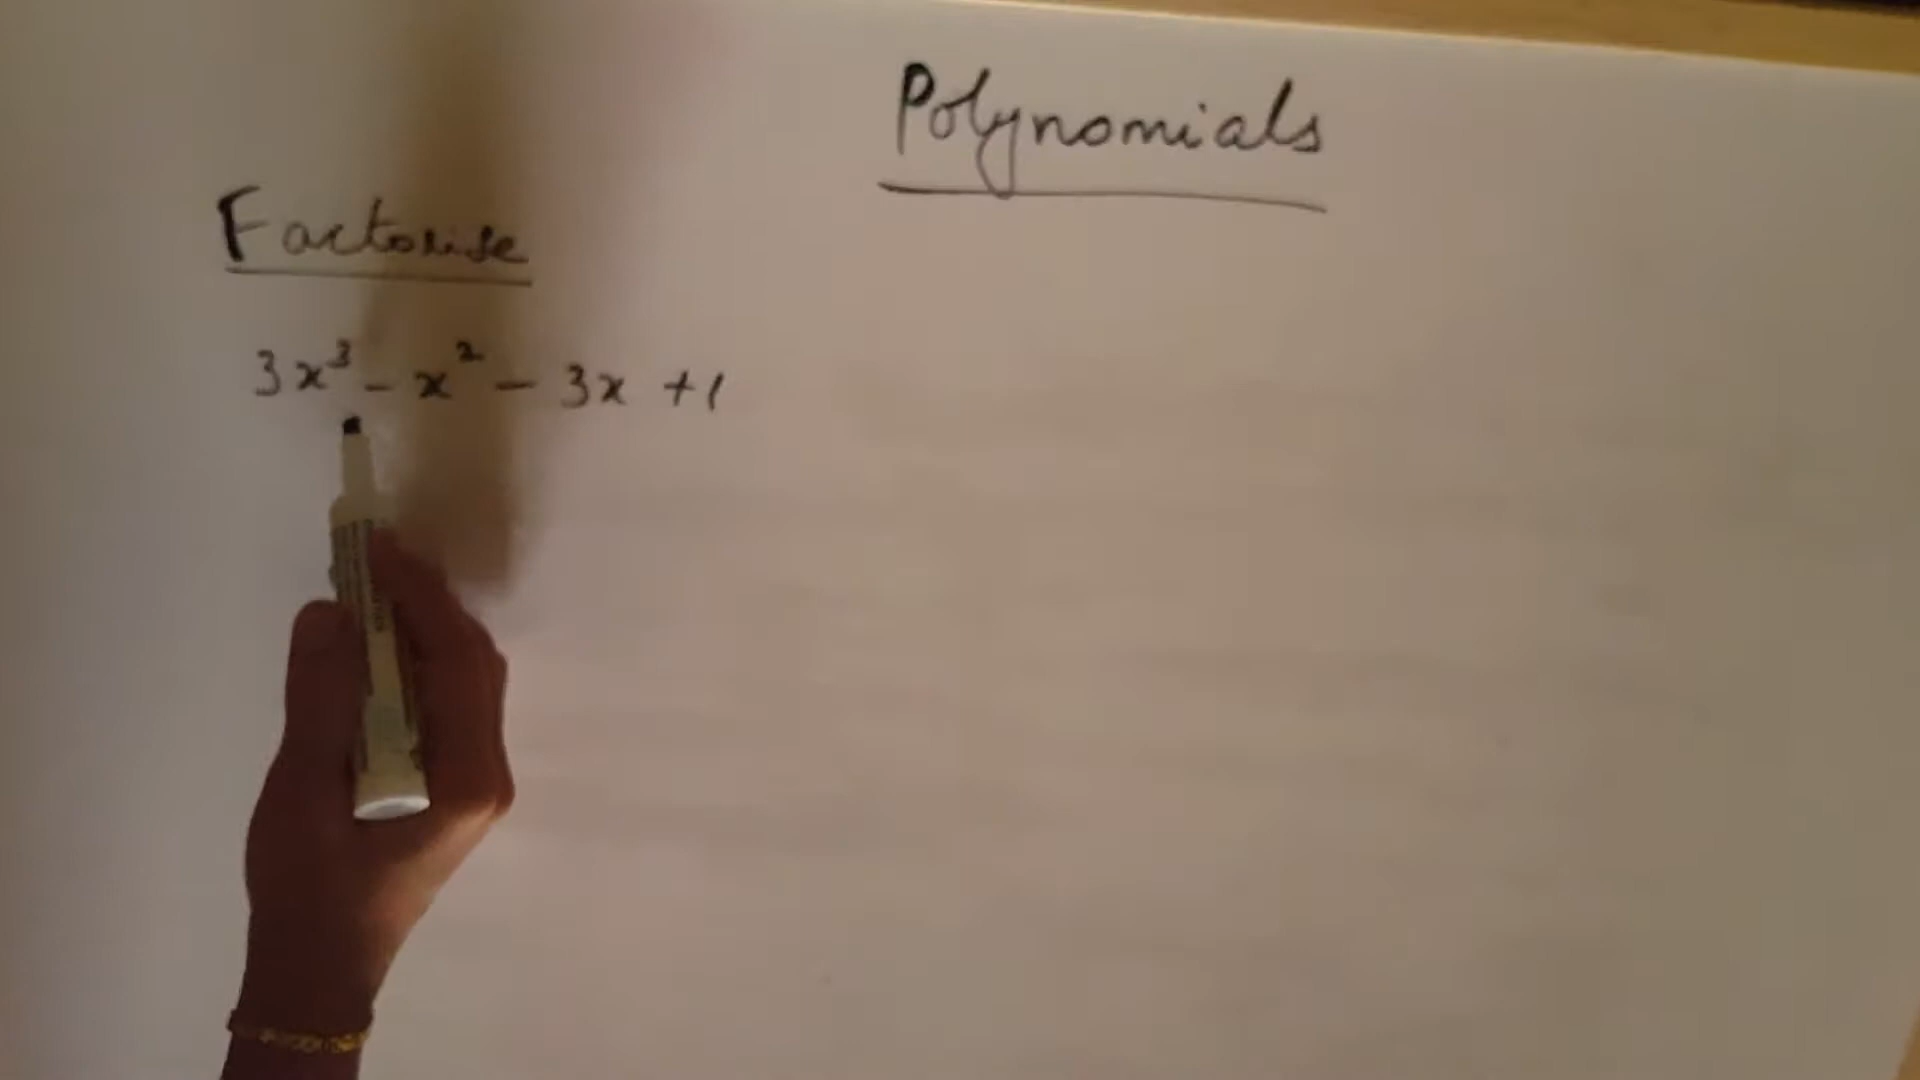 Polynomials
Factorise
3x³ - x² - 3x + 1